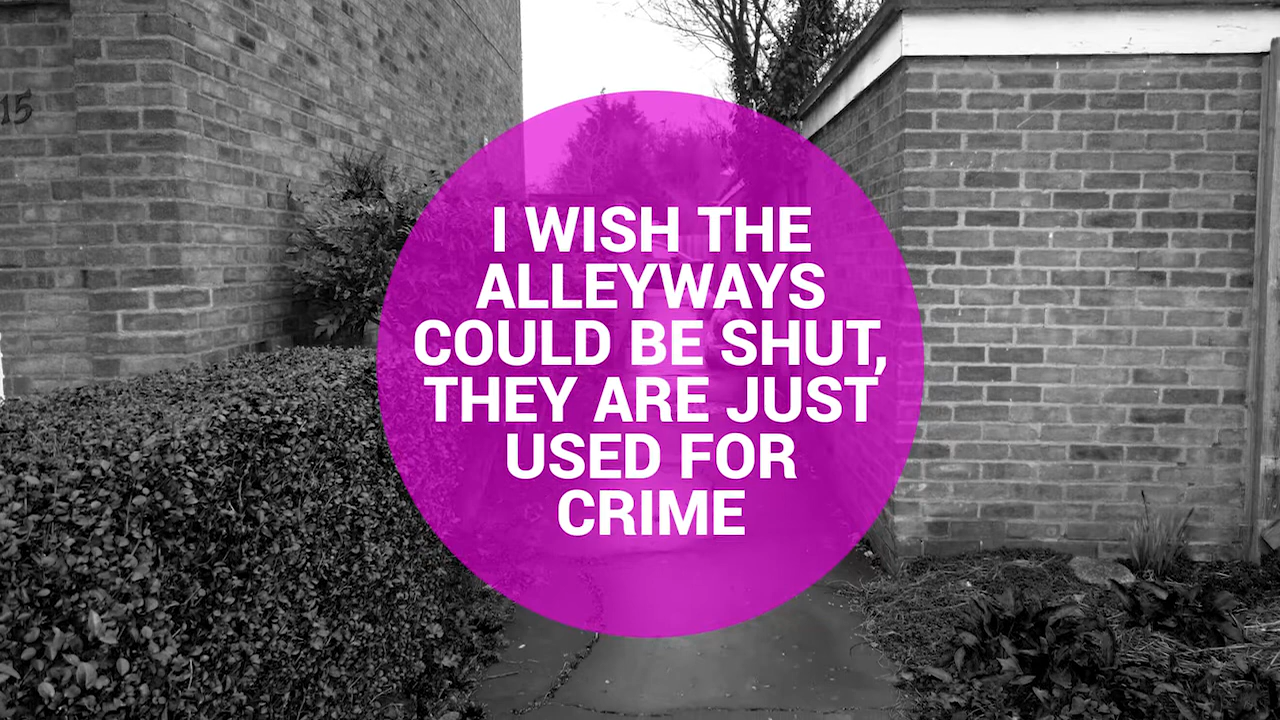 15
I WISH THE
ALLEYWAYS
COULD BE SHUT,
THEY ARE JUST
USED FOR
CRIME